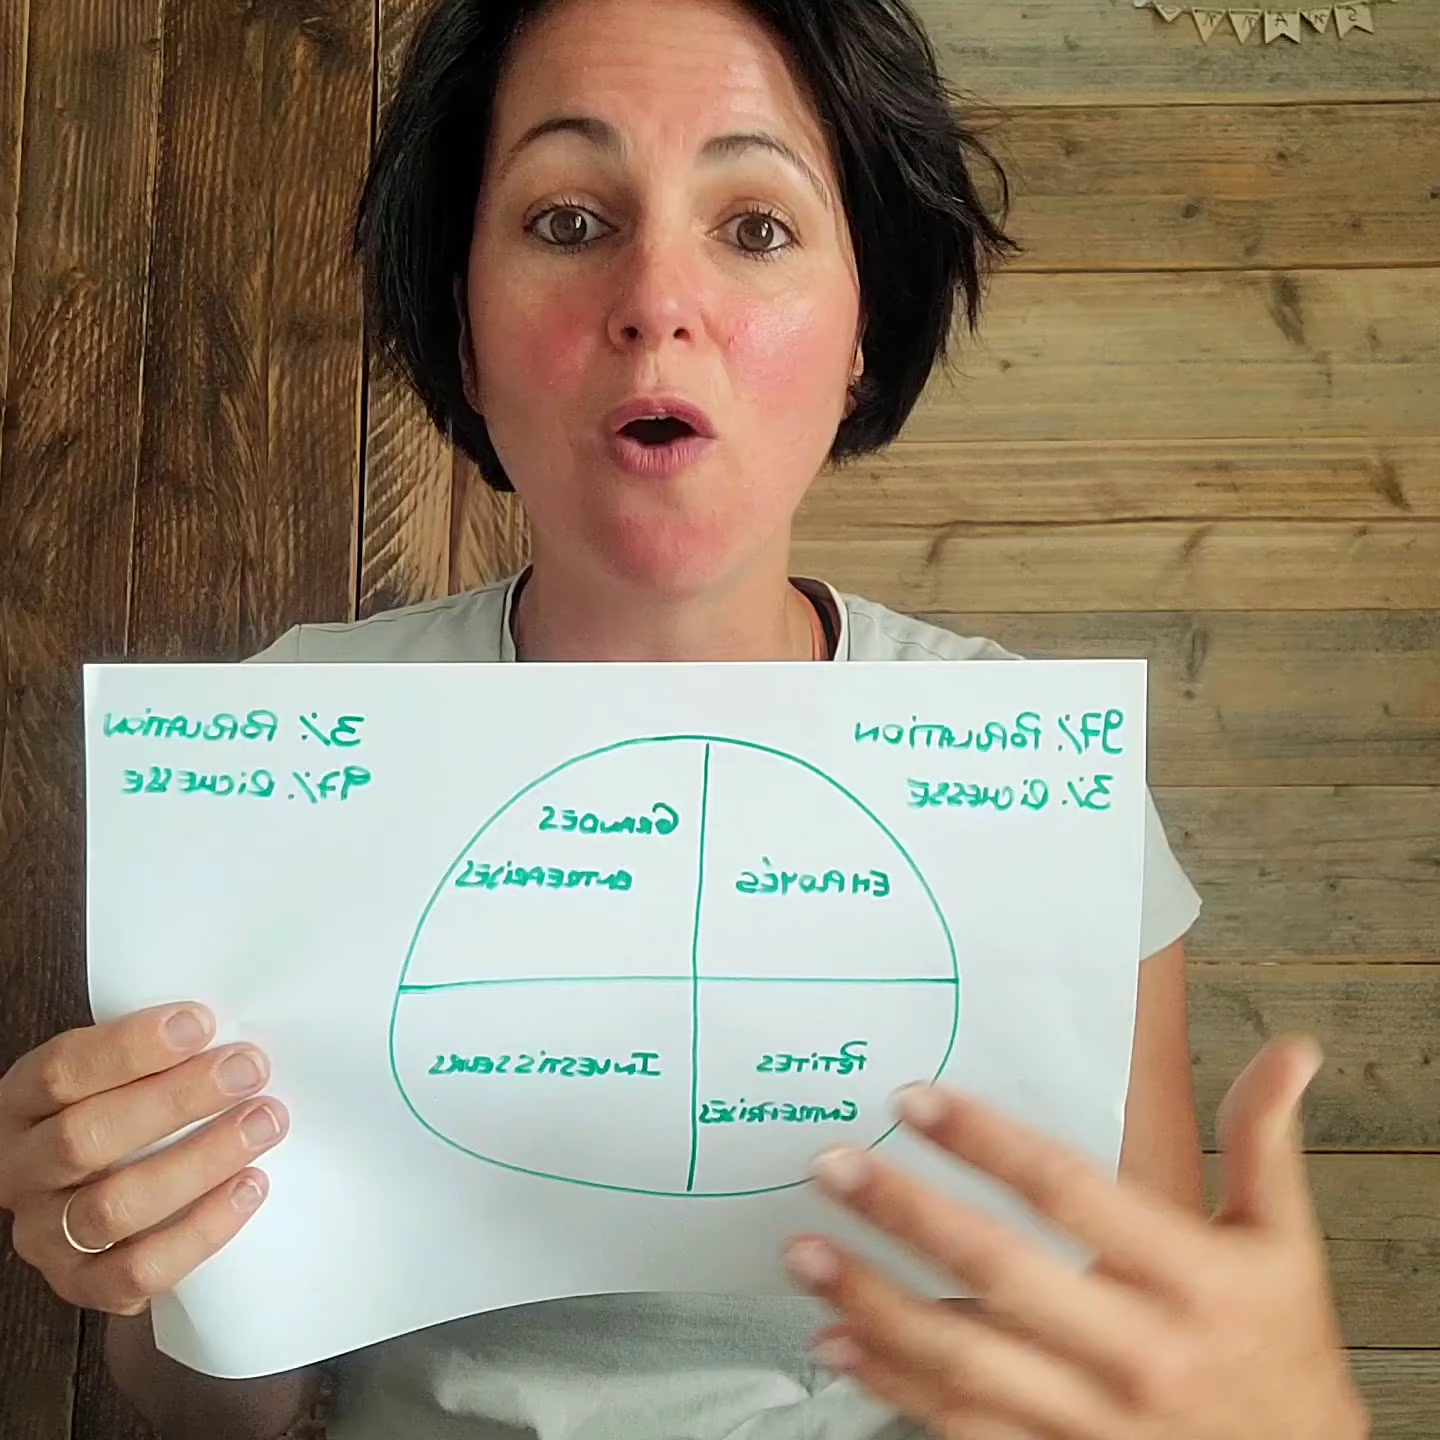 97% POPULATION
3% RICHESSE
3% POPULATION
97% RICHESSE
EMPLOYÉS
GRANDES
ENTREPRISES
PETITES
ENTREPRISES
INVESTISSEURS